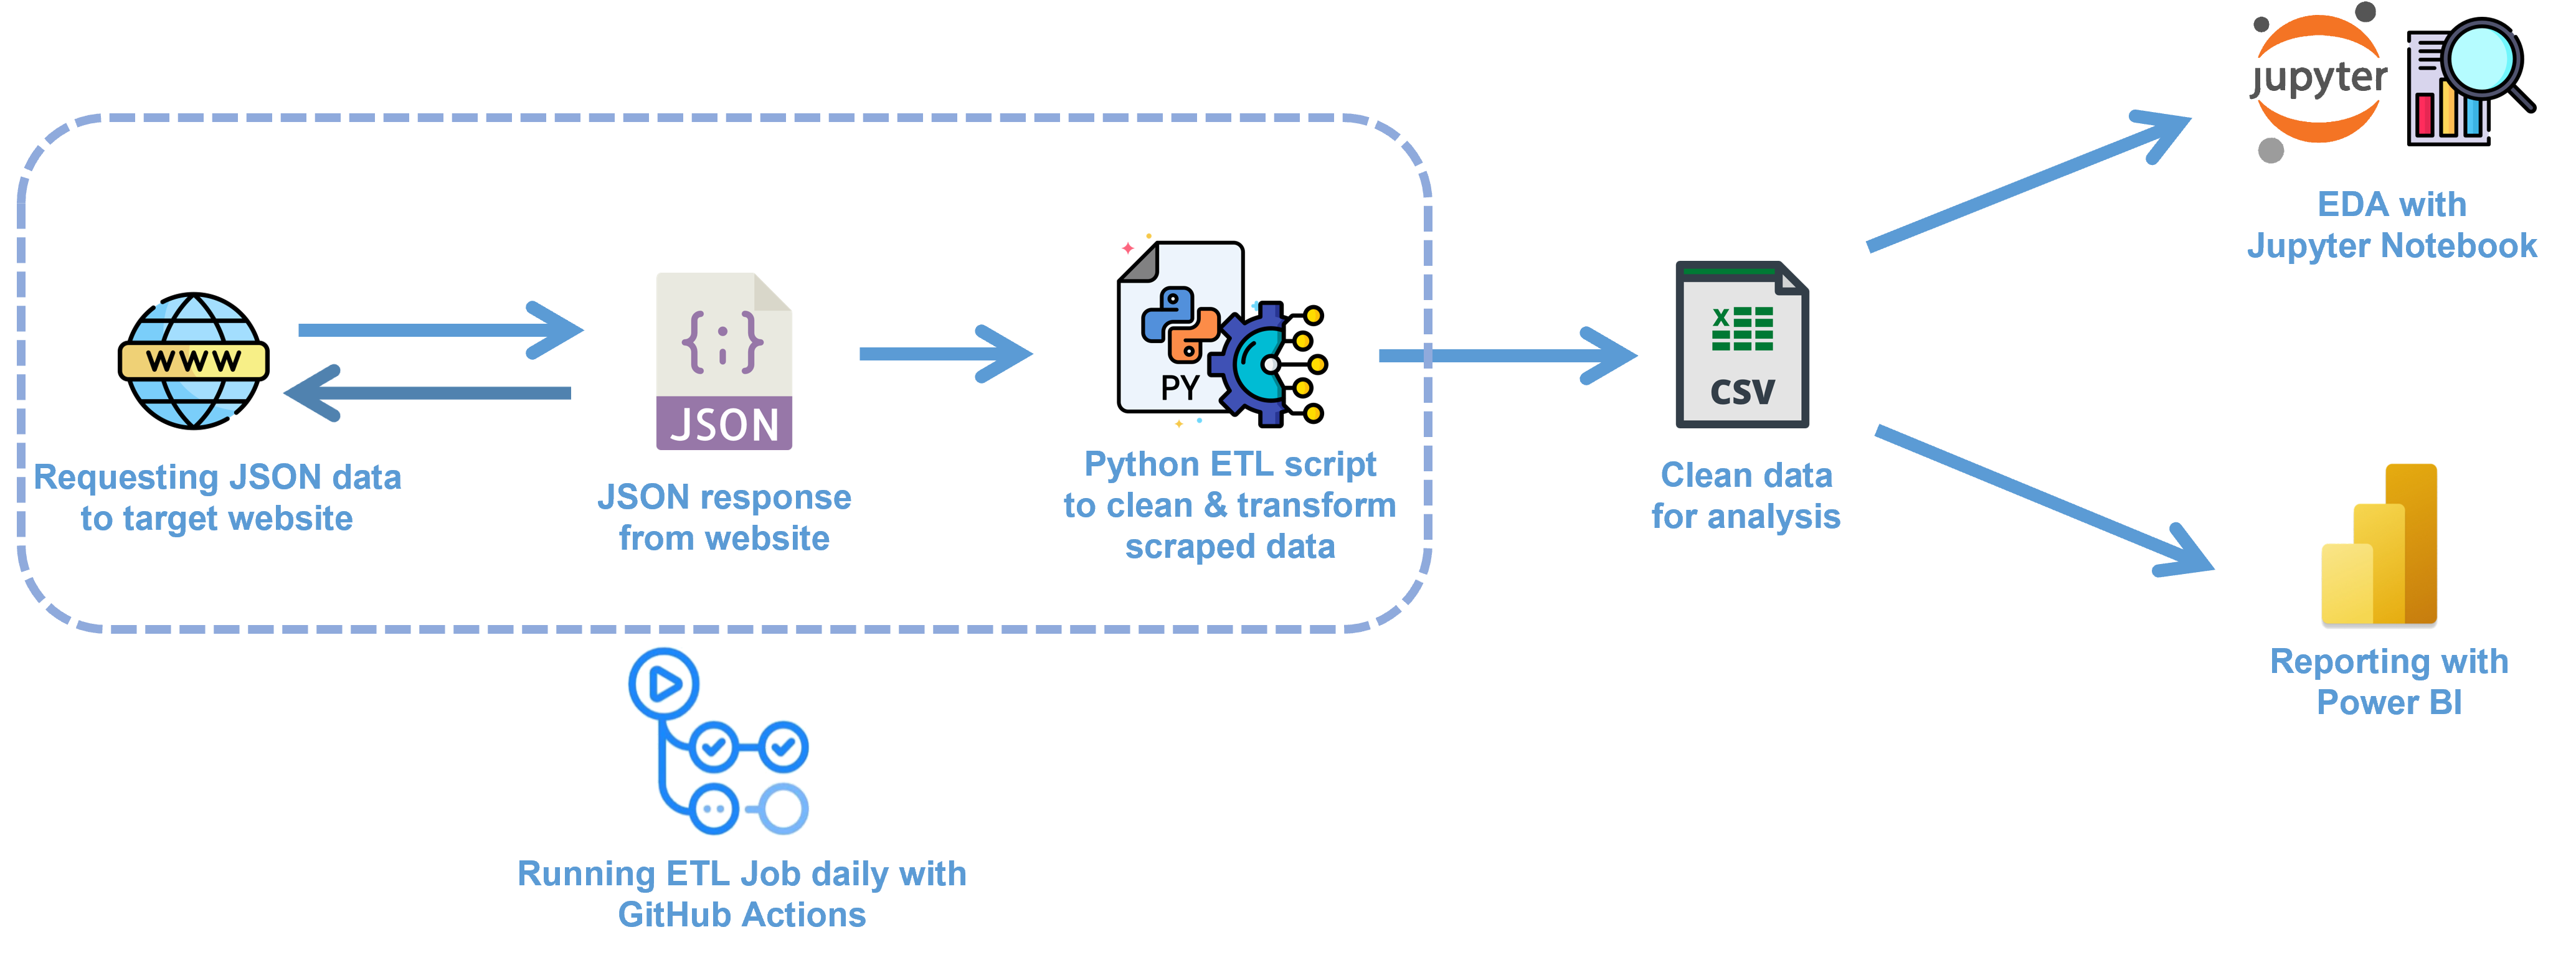 jupyter
EDA with
Jupyter Notebook
WWW
Requesting JSON data
to target website
{;}
JSON
JSON response
from website
PY
Python ETL script
to clean & transform
scraped data
X
CSV
Clean data
for analysis
Reporting with
Power BI
Running ETL Job daily with
GitHub Actions